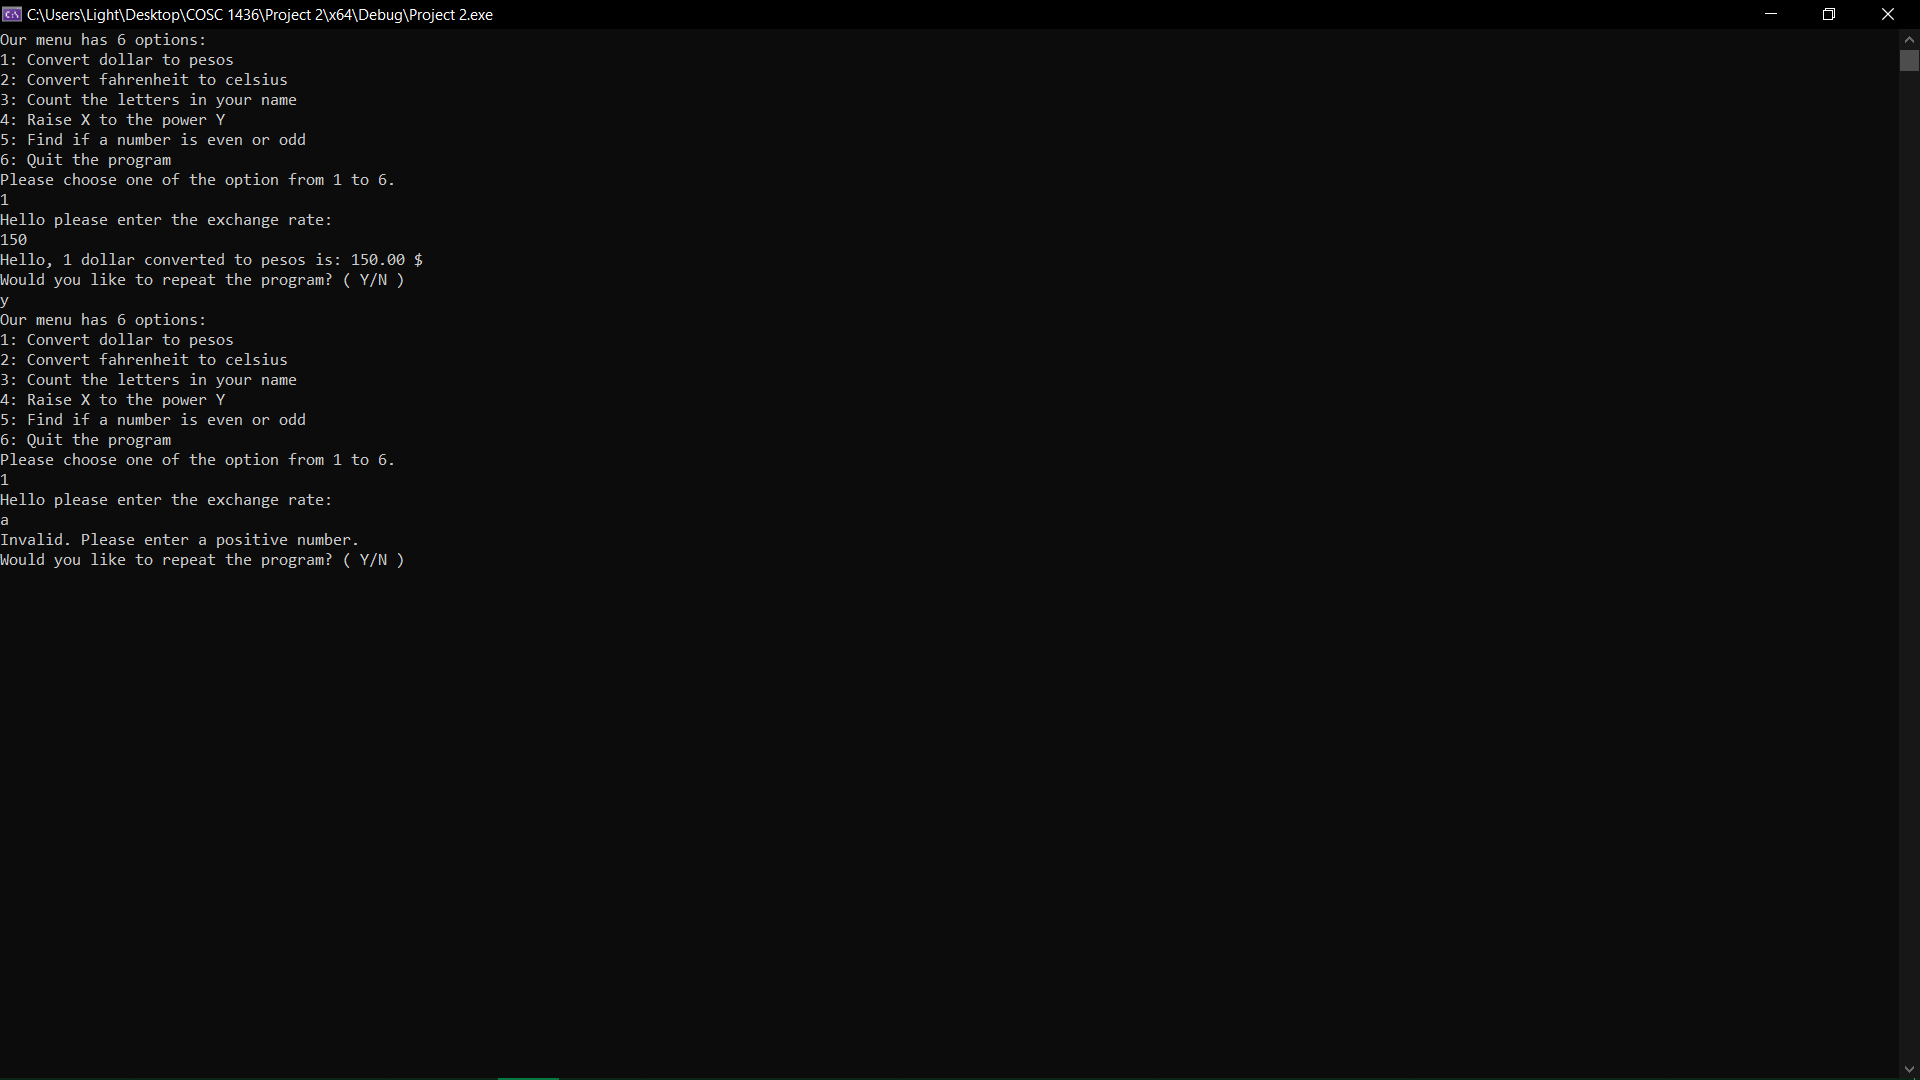 C:\Users\Light\Desktop\COSC 1436\Project 2\x64\Debug\Project 2.exe
Our menu has 6 options:
1: Convert dollar to pesos
2: Convert fahrenheit to celsius
3: Count the letters in your name
4: Raise X to the power Y
5: Find if a number is even or odd
6: Quit the program
Please choose one of the option from 1 to 6.
1
Hello please enter the exchange rate:
150
Hello, 1 dollar converted to pesos is: 150.00 $
Would you like to repeat the program? ( Y/N )
y
Our menu has 6 options:
1: Convert dollar to pesos
2: Convert fahrenheit to celsius
3: Count the letters in your name
4: Raise X to the power Y
5: Find if a number is even or odd
6: Quit the program
Please choose one of the option from 1 to 6.
1
Hello please enter the exchange rate:
a
Invalid. Please enter a positive number.
Would you like to repeat the program? ( Y/N )